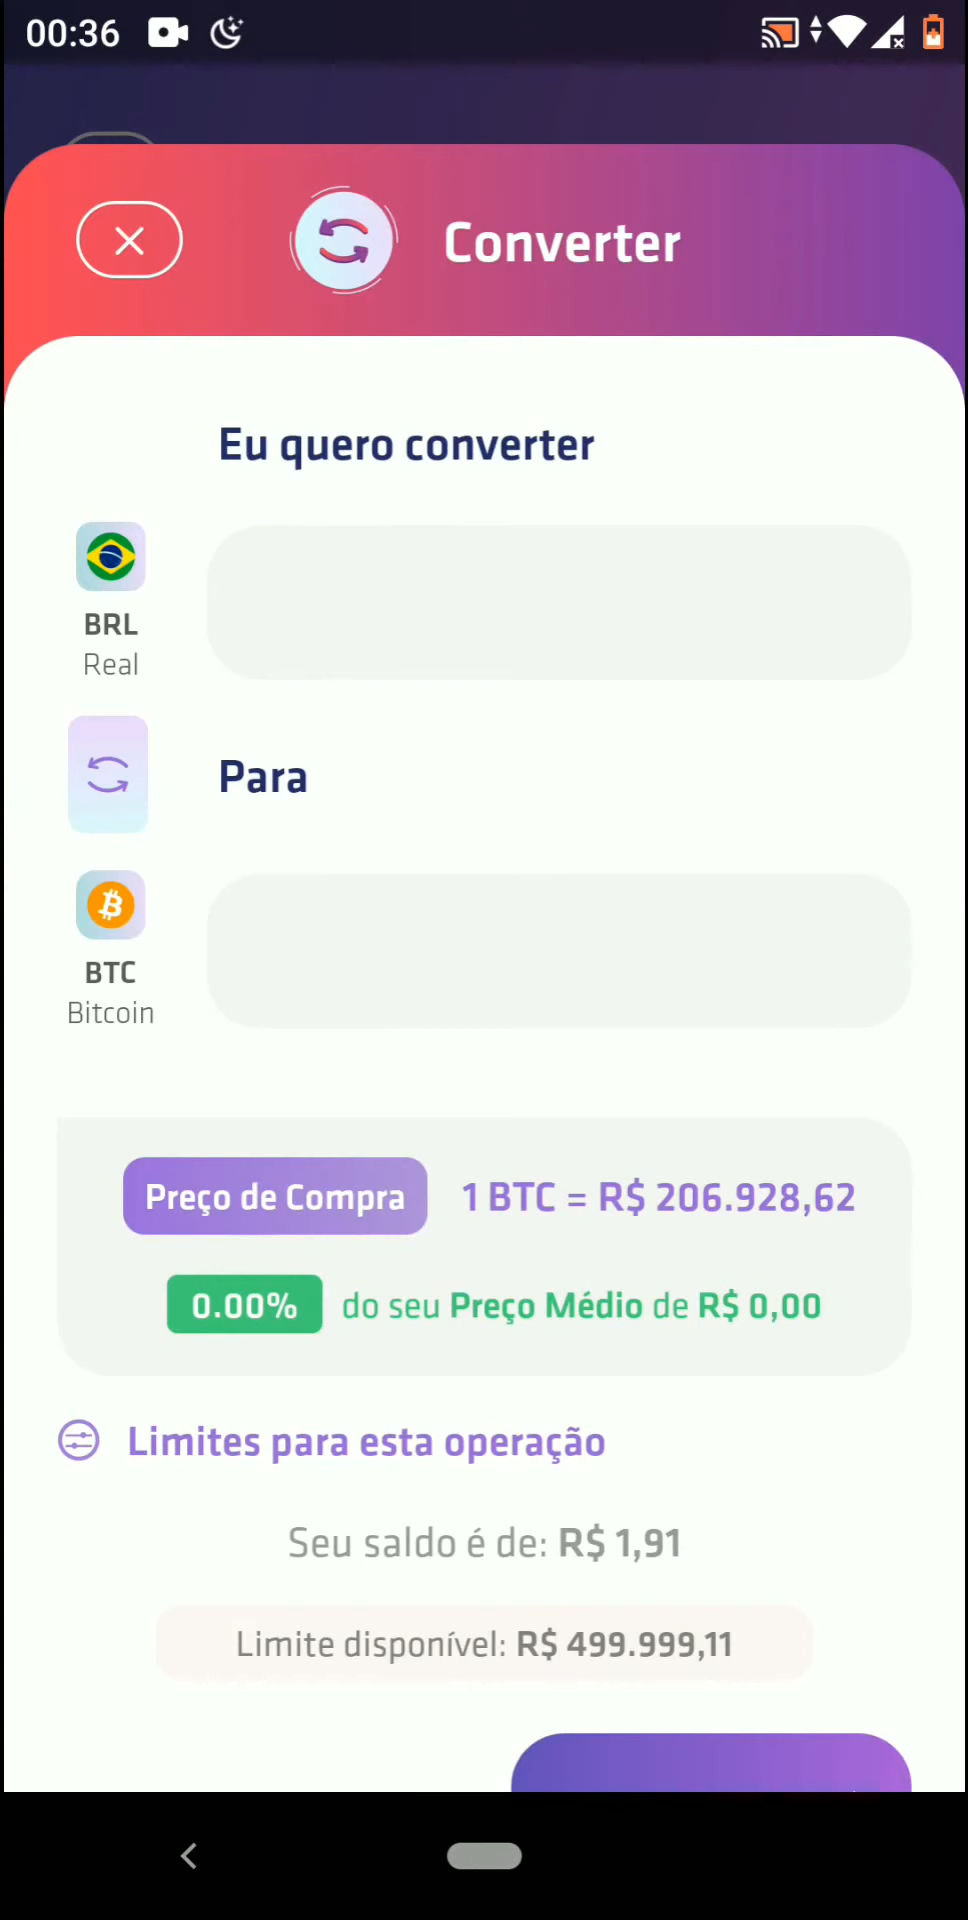 00:36
Converter
Eu quero converter
BRL
Real
Para
BTC
Bitcoin
Preço de Compra 1 BTC = R$ 206.928,62
0.00% do seu Preço Médio de R$ 0,00
Limites para esta operação
Seu saldo é de: R$ 1,91
Limite disponível: R$ 499.999,11